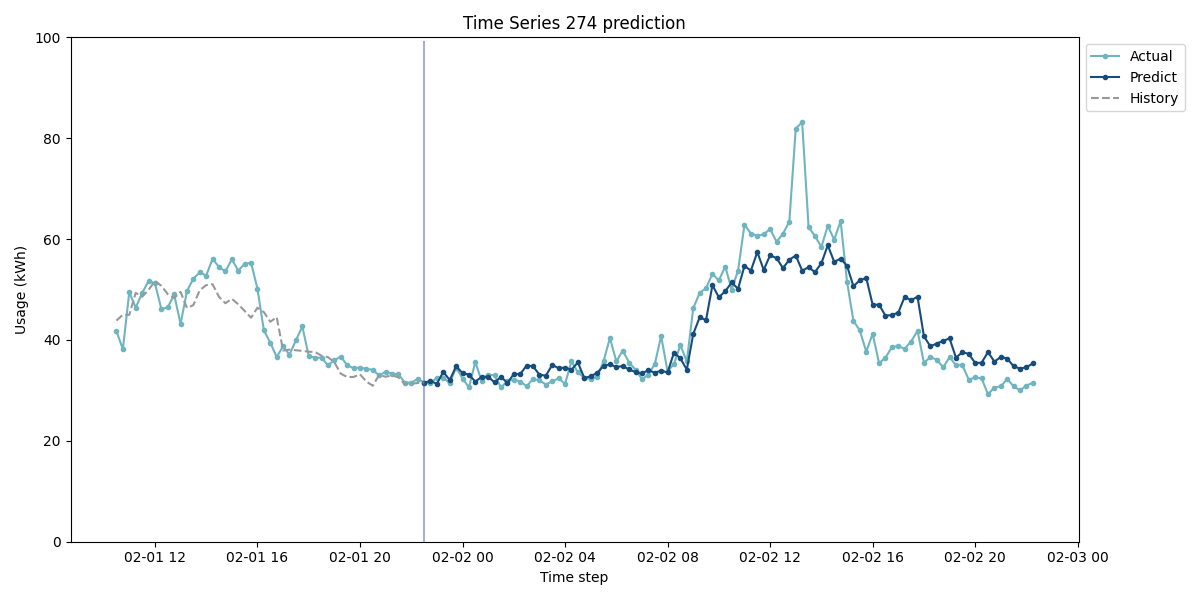 Time Series 274 prediction
Usage (kWh)
100
80
60
40
20
0
02-01 12
02-01 16
02-01 20
02-02 00
02-02 04
02-02 08
02-02 12
02-02 16
02-02 20
02-03 00
Time step
Actual
Predict
History